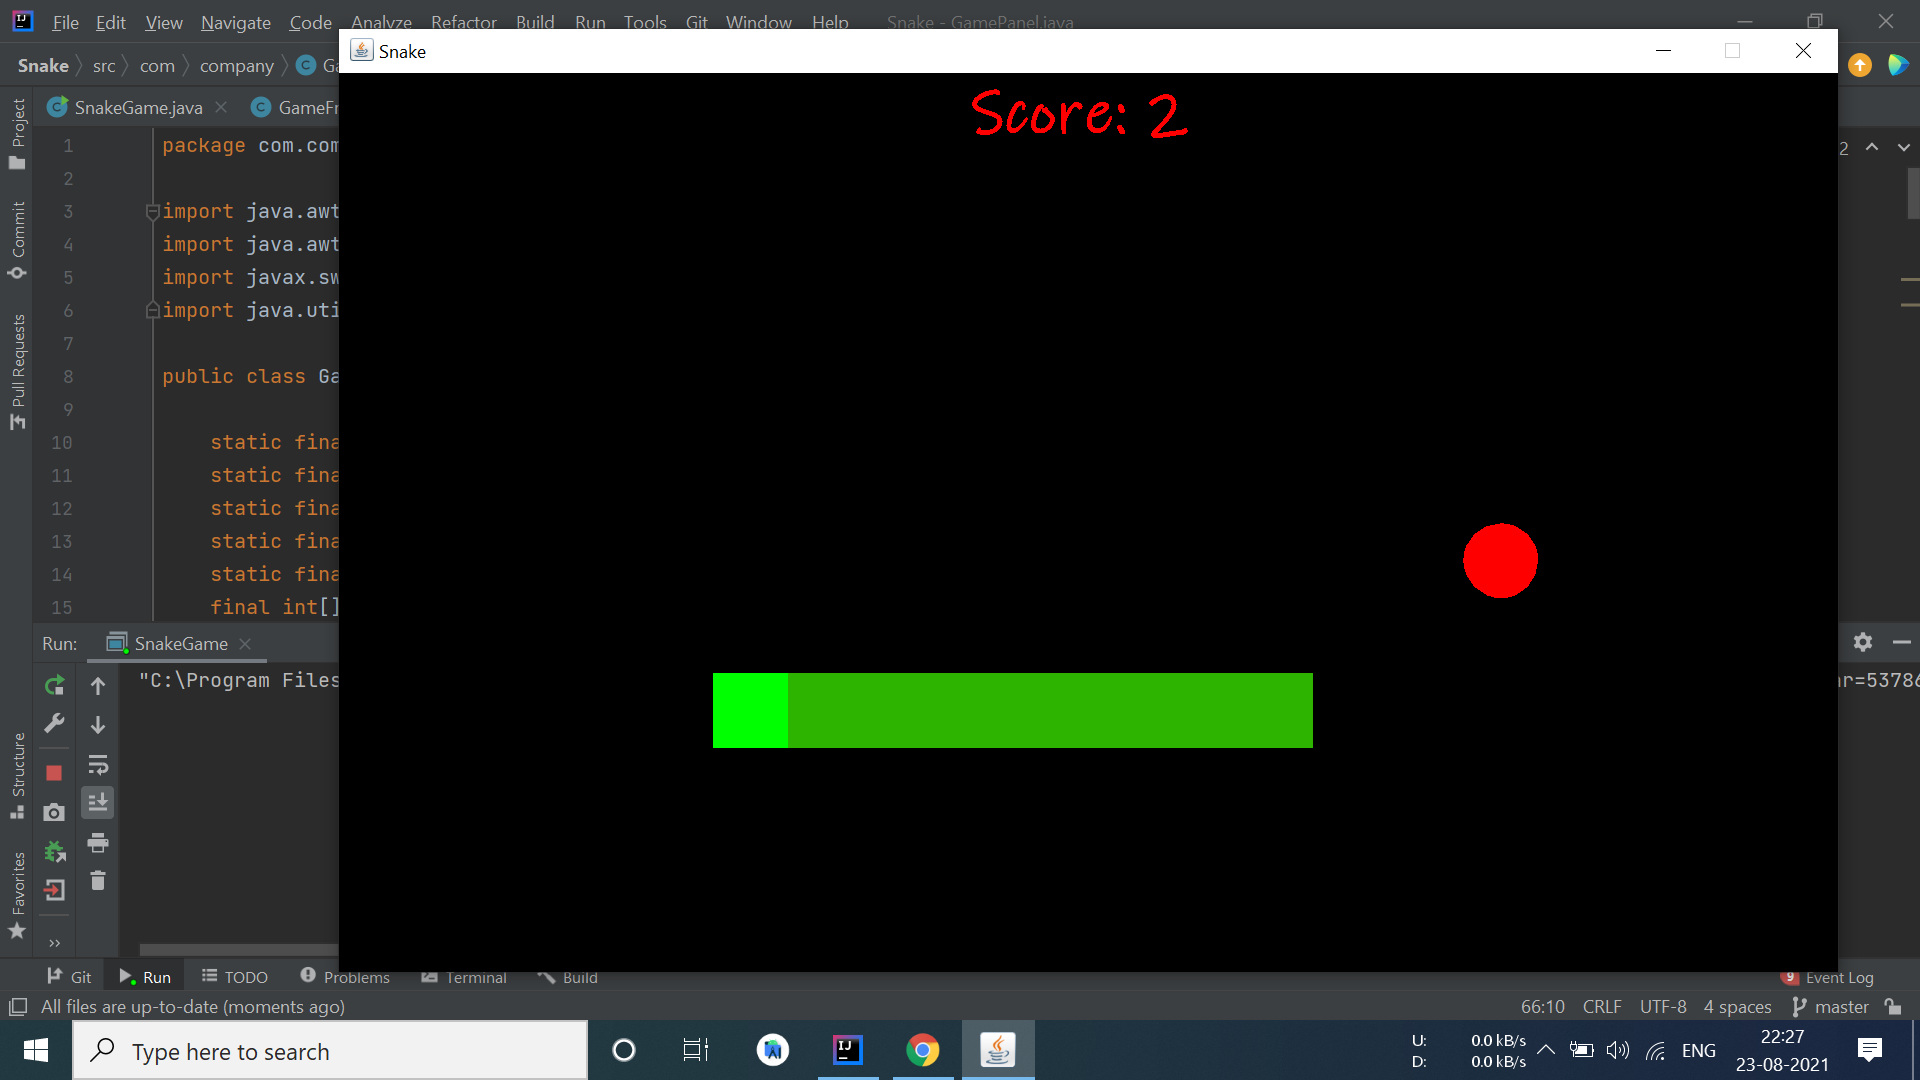 File Edit View Navigate Code Analyze Refactor Build Run Tools Git Window Help Snake - GamePanel.java
Snake
Snake src com company
SnakeGame.java
Score: 2
Project
Commit
Pull Requests
2
1 package com.com
2
3 import java.awt
4 import java.awt
5 import javax.sw
6 import java.uti
7
8 public class Ga
9
10 static fina
11 static fina
12 static fina
13 static fina
14 static fina
15 final int[]
Run: SnakeGame
"C:\Program Files
=53786
Structure
Favorites
Git Run TODO Problems Terminal Build
9 Event Log
All files are up-to-date (moments ago)
66:10 CRLF UTF-8 4 spaces master
Type here to search
U: 0.0 kB/s
D: 0.0 kB/s
ENG
22:27
23-08-2021